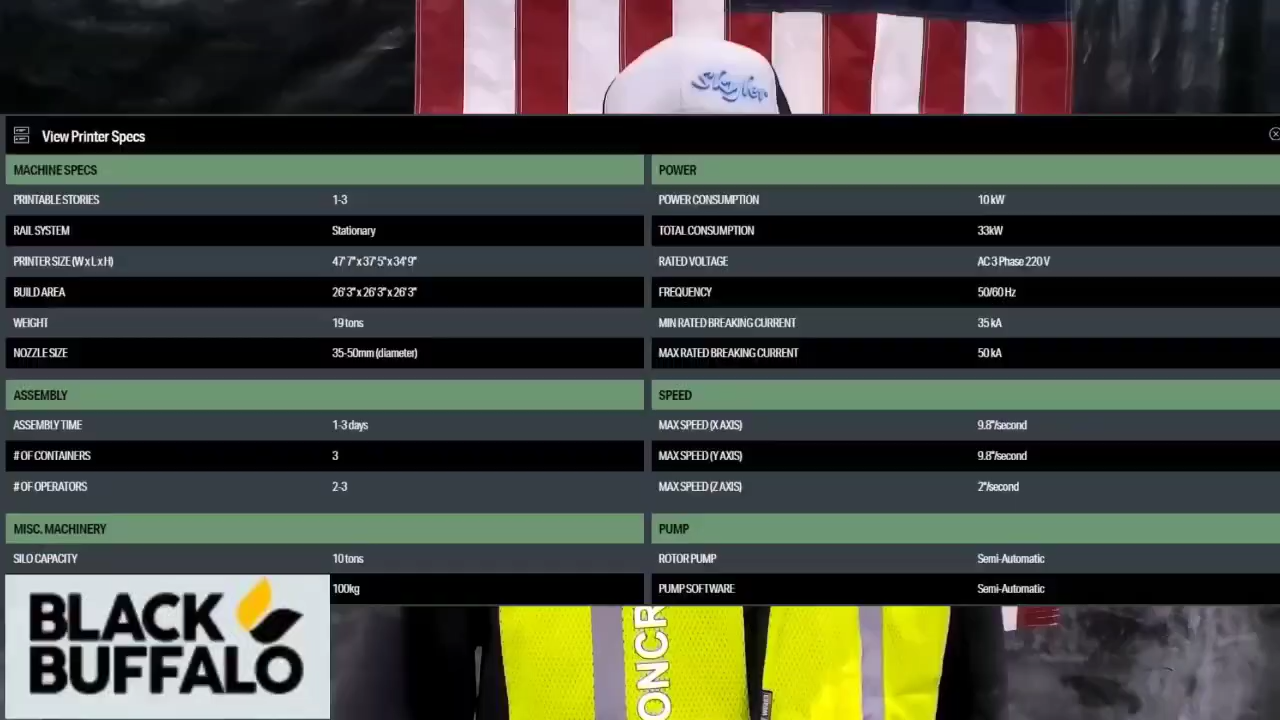 Skyler
View Printer Specs
MACHINE SPECS
PRINTABLE STORIES 1-3
RAIL SYSTEM Stationary
PRINTER SIZE (W x L x H) 47'7" x 37'5" x 34'9"
BUILD AREA 26'3" x 26'3" x 26'3"
WEIGHT 19 tons
NOZZLE SIZE 35-50mm (diameter)
ASSEMBLY
ASSEMBLY TIME 1-3 days
# OF CONTAINERS 3
# OF OPERATORS 2-3
MISC. MACHINERY
SILO CAPACITY 10 tons
100kg
POWER
POWER CONSUMPTION 10 kW
TOTAL CONSUMPTION 33kW
RATED VOLTAGE AC 3 Phase 220 V
FREQUENCY 50/60 Hz
MIN RATED BREAKING CURRENT 35 kA
MAX RATED BREAKING CURRENT 50 kA
SPEED
MAX SPEED (X AXIS) 9.8"/second
MAX SPEED (Y AXIS) 9.8"/second
MAX SPEED (Z AXIS) 2"/second
PUMP
ROTOR PUMP Semi-Automatic
PUMP SOFTWARE Semi-Automatic
BLACK
BUFFALO
ONCR